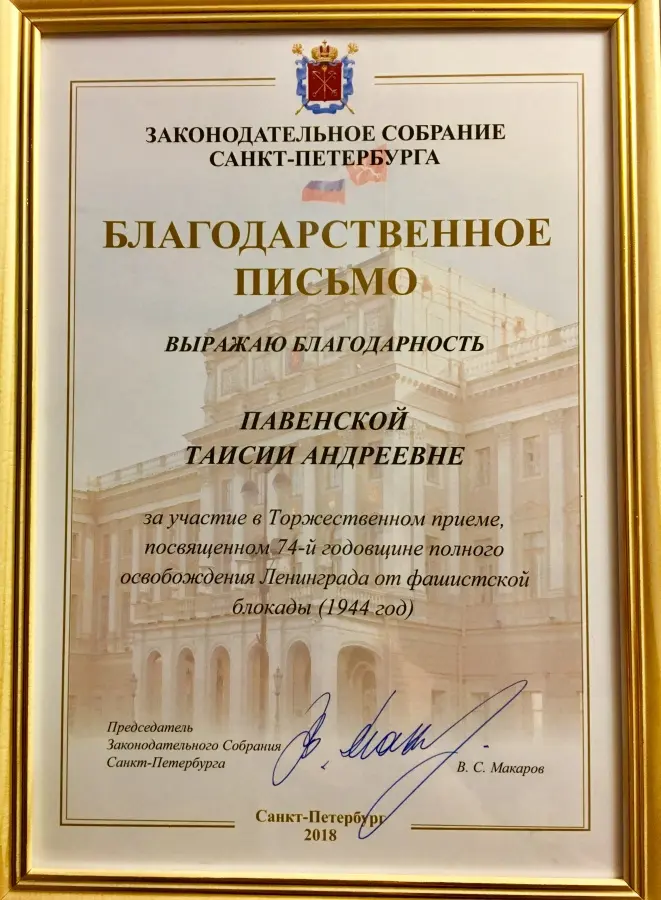 ЗАКОНОДАТЕЛЬНОЕ СОБРАНИЕ
САНКТ-ПЕТЕРБУРГА
БЛАГОДАРСТВЕННОЕ
ПИСЬМО
ВЫРАЖАЮ БЛАГОДАРНОСТЬ
ПАВЕНСКОЙ
ТАИСИИ АНДРЕЕВНЕ
за участие в Торжественном приеме,
посвященном 74-й годовщине полного
освобождения Ленинграда от фашистской
блокады (1944 год)
Председатель
Законодательного Собрания
Санкт-Петербурга
В. С. Макаров
Санкт-Петербург
2018